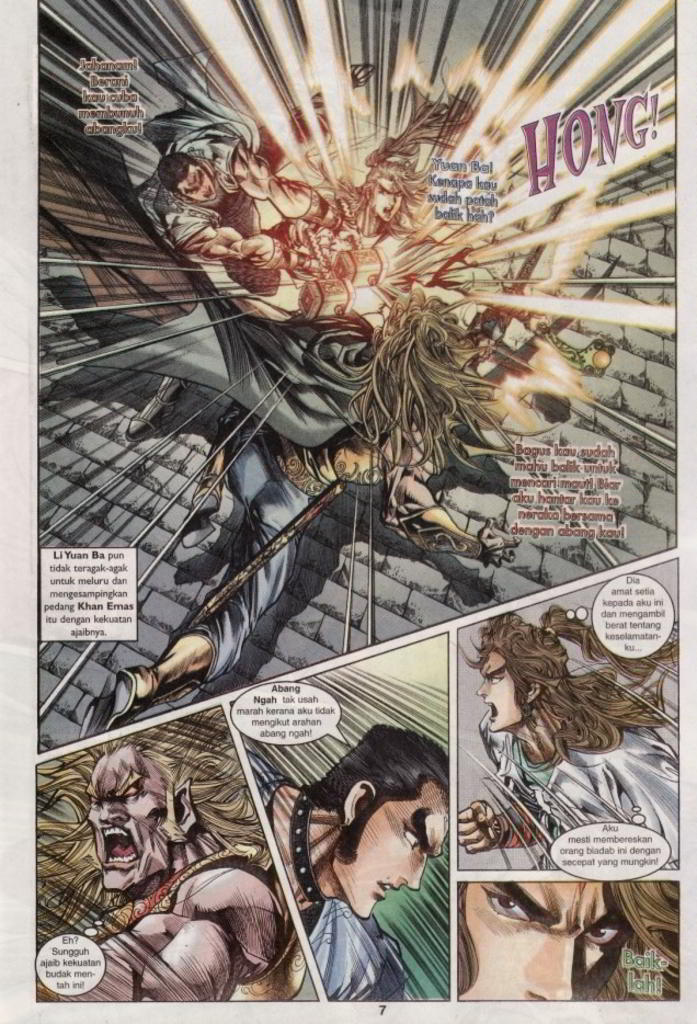 Jahanam!
Berani
kau cuba
membunuh
abangku!
Yuan Ba!
Kenapa kau
sudah patah
balik hah?
HONG!
Bagus kau sudah
mahu balik untuk
mencari maut! Biar
aku hantar kau ke
neraka bersama
dengan abang kau!
Li Yuan Ba pun
tidak teragak-agak
untuk meluru dan
mengesampingkan
pedang Khan Emas
itu dengan kekuatan
ajaibnya.
Dia
amat setia
kepada aku ini
dan mengambil
berat tentang
keselamatan-
ku...
Aku
mesti membereskan
orang biadab ini dengan
secepat yang mungkin!
Abang
Ngah tak usah
marah kerana aku tidak
mengikut arahan
abang ngah!
Eh?
Sungguh
ajaib kekuatan
budak men-
tah ini!
Baik-
lah!
7